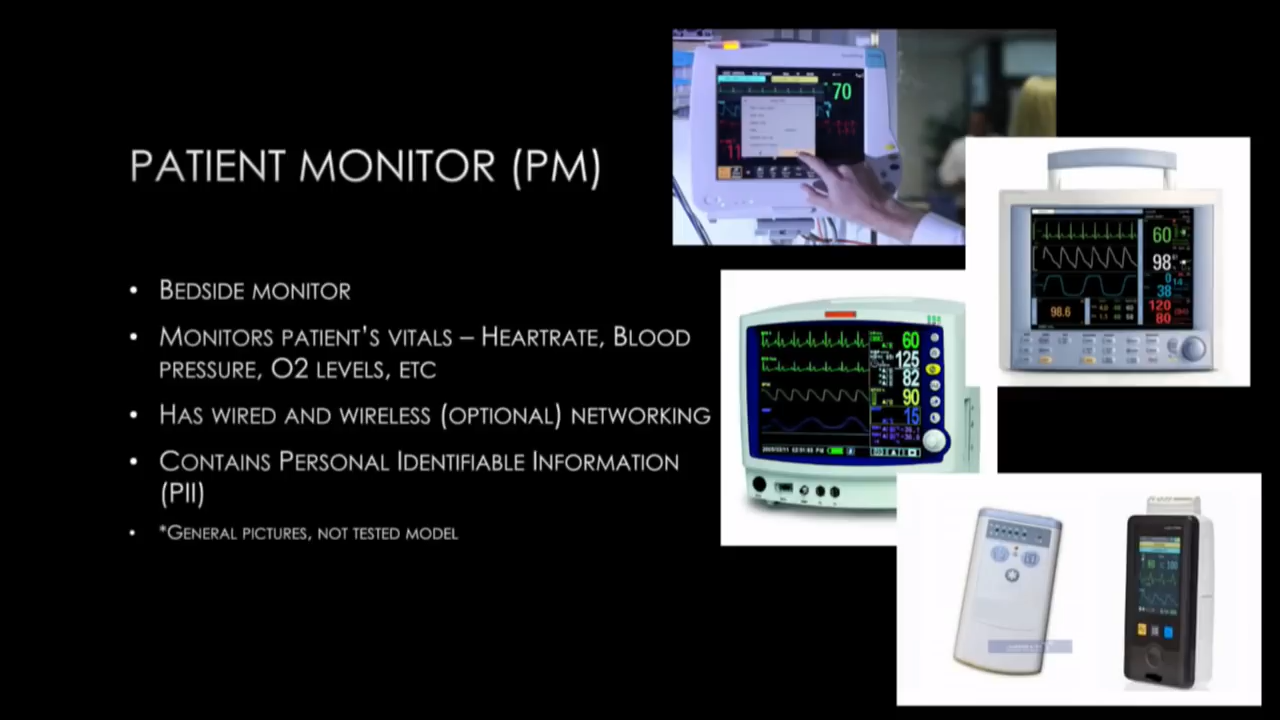 PATIENT MONITOR (PM)
• BEDSIDE MONITOR
• MONITORS PATIENT'S VITALS – HEARTRATE, BLOOD
PRESSURE, O2 LEVELS, ETC
• HAS WIRED AND WIRELESS (OPTIONAL) NETWORKING
• CONTAINS PERSONAL IDENTIFIABLE INFORMATION
(PII)
• *GENERAL PICTURES, NOT TESTED MODEL
70
60
98
0
38
120
80
98.6
60
125
82
90
15